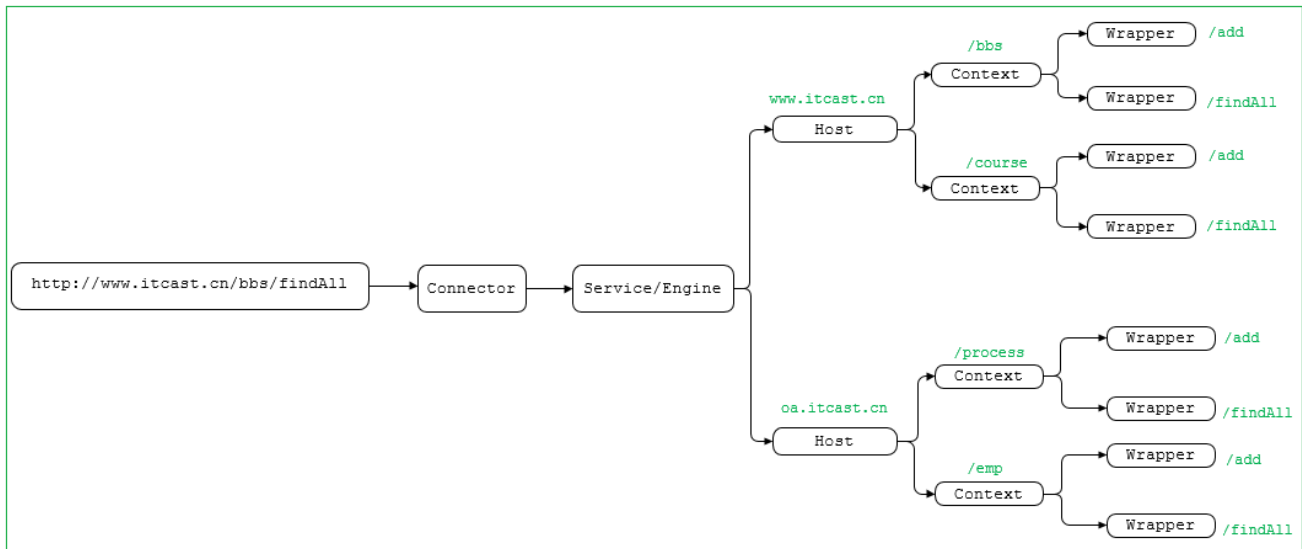 http://www.itcast.cn/bbs/findAll
Connector
Service/Engine
www.itcast.cn
Host
/bbs
Context
Wrapper
/add
Wrapper
/findAll
/course
Context
Wrapper
/add
Wrapper
/findAll
oa.itcast.cn
Host
/process
Context
Wrapper
/add
Wrapper
/findAll
/emp
Context
Wrapper
/add
Wrapper
/findAll